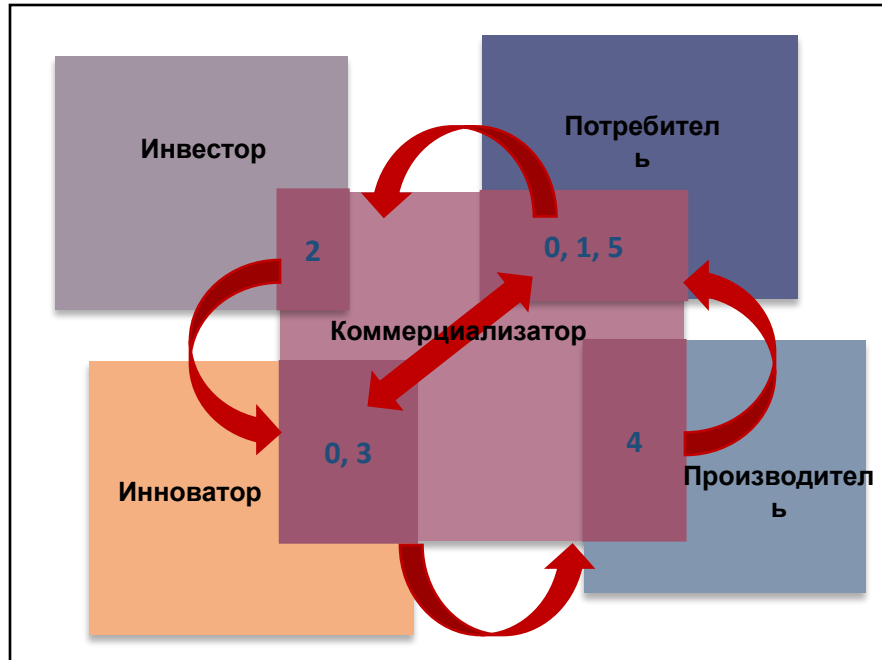 Инвестор
Потребител
ь
2
0, 1, 5
Коммерциализатор
0, 3
4
Инноватор
Производител
ь